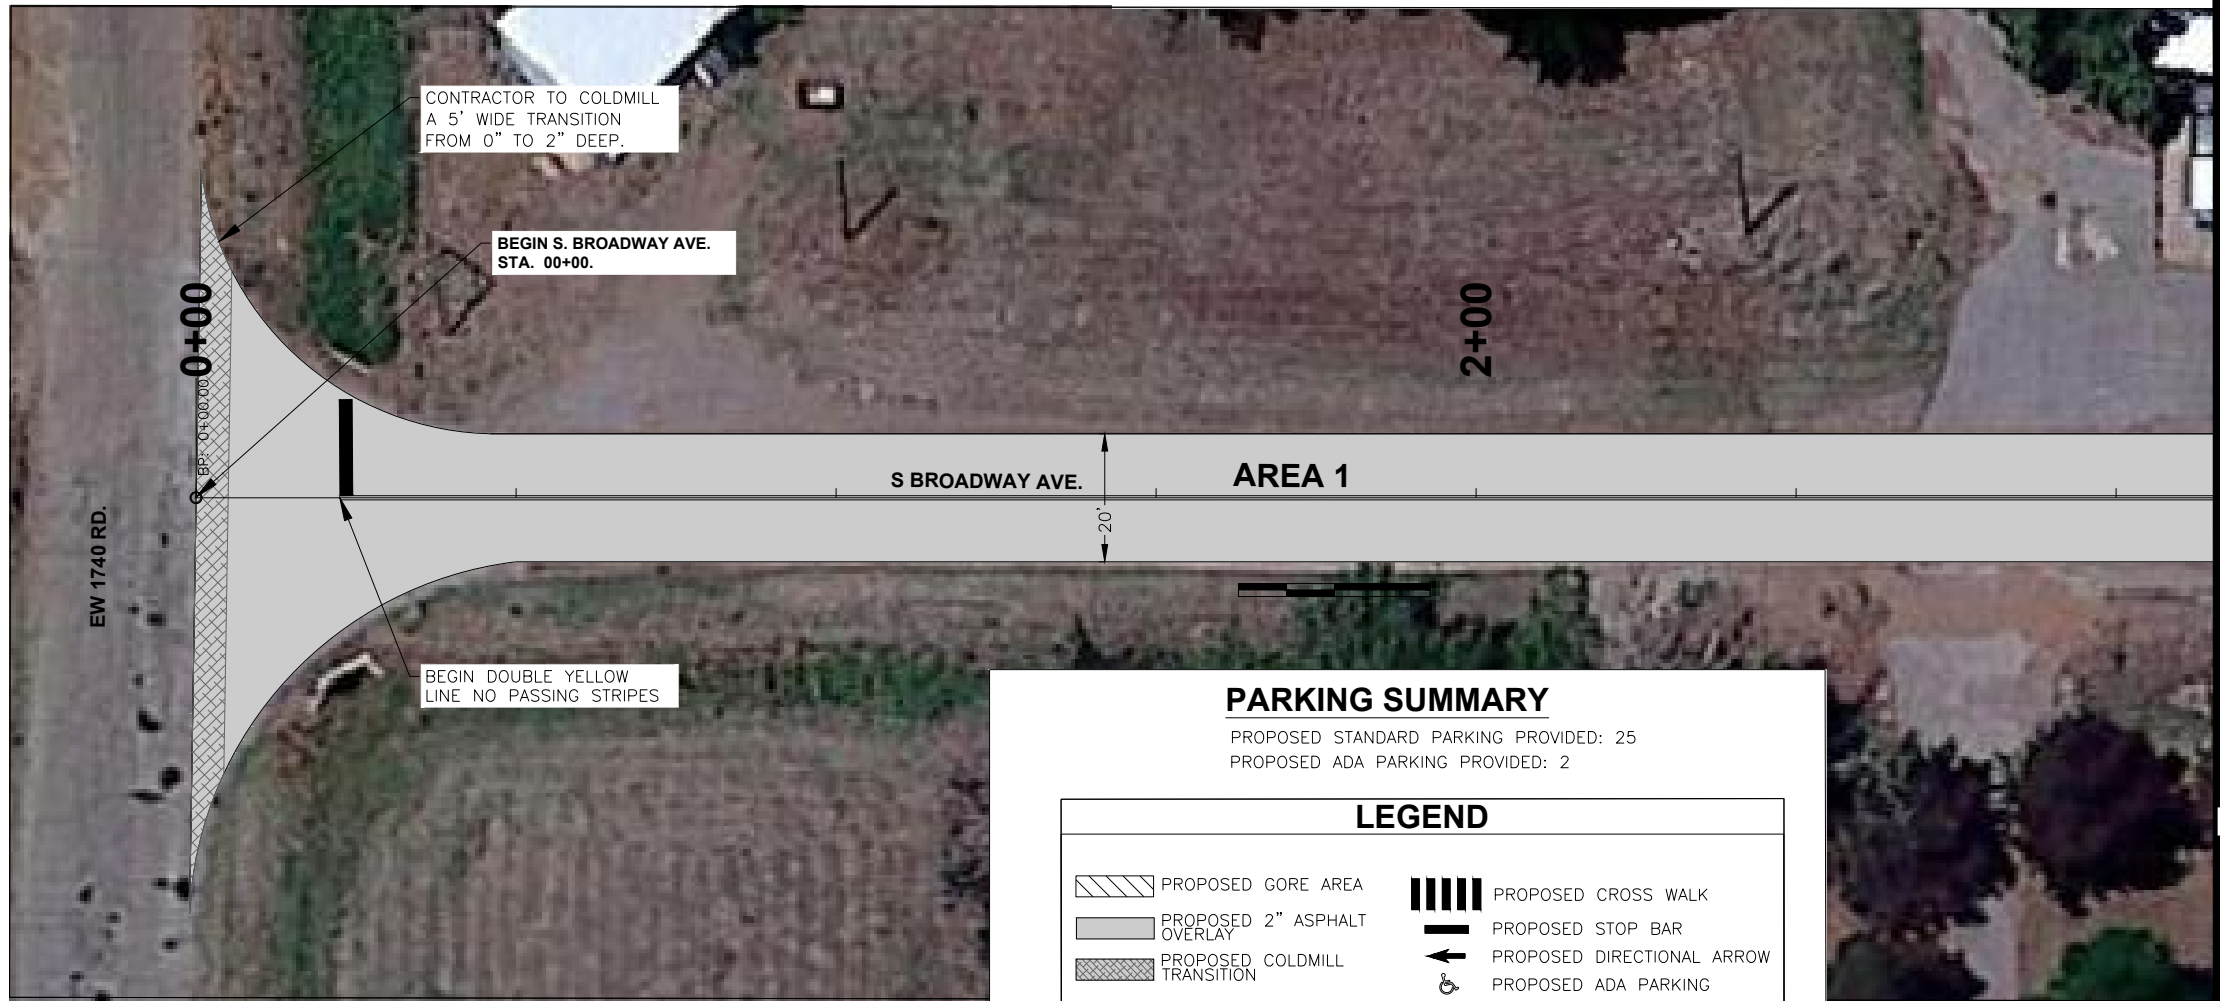 CONTRACTOR TO COLDMILL
A 5' WIDE TRANSITION
FROM 0" TO 2" DEEP.
BEGIN S. BROADWAY AVE.
STA. 00+00.
0+00
BP: 0+00.00
2+00
S BROADWAY AVE.
AREA 1
20'
EW 1740 RD.
BEGIN DOUBLE YELLOW
LINE NO PASSING STRIPES
PARKING SUMMARY
PROPOSED STANDARD PARKING PROVIDED: 25
PROPOSED ADA PARKING PROVIDED: 2
LEGEND
PROPOSED GORE AREA
PROPOSED 2" ASPHALT
OVERLAY
PROPOSED COLDMILL
TRANSITION
PROPOSED CROSS WALK
PROPOSED STOP BAR
PROPOSED DIRECTIONAL ARROW
PROPOSED ADA PARKING